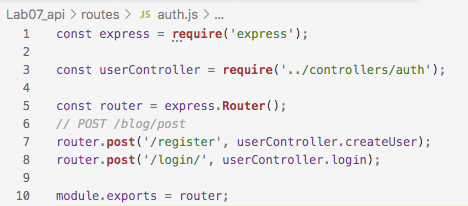 Lab07_api > routes > JS auth.js > ...
1 const express = require('express');
2
3 const userController = require('../controllers/auth');
4
5 const router = express.Router();
6 // POST /blog/post
7 router.post('/register', userController.createUser);
8 router.post('/login/', userController.login);
9
10 module.exports = router;